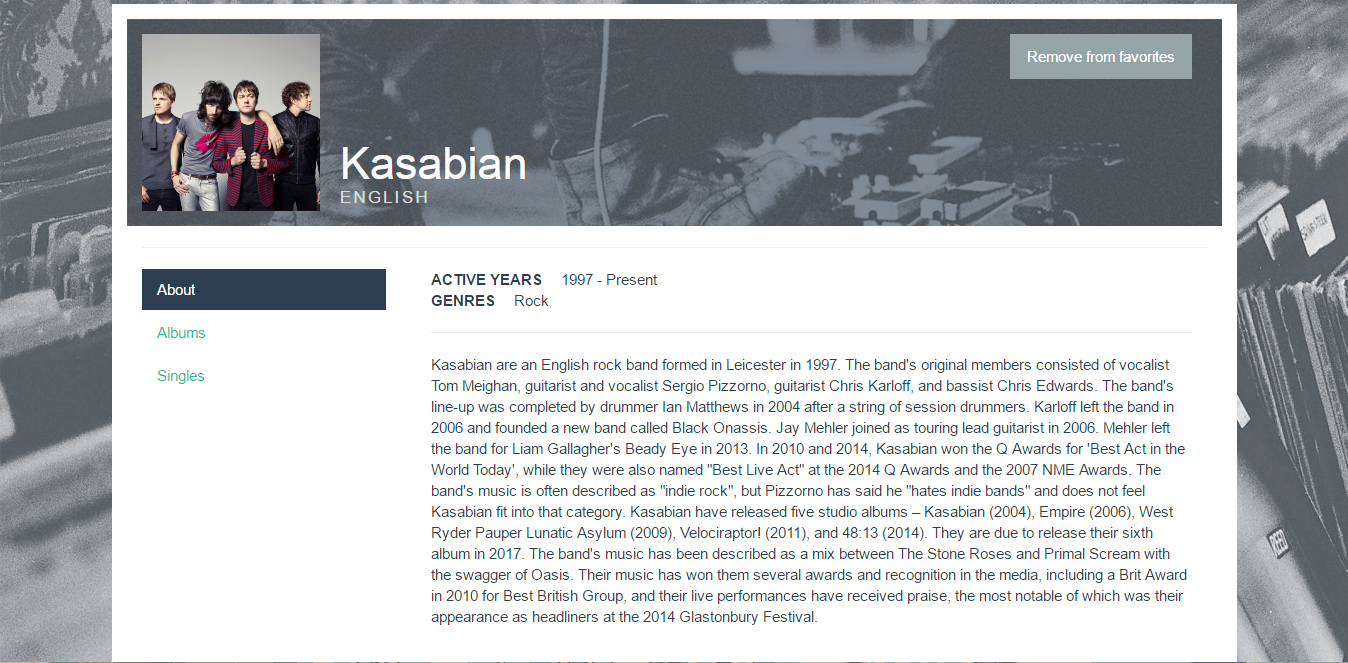 Remove from favorites
Kasabian
ENGLISH
About
Albums
Singles
ACTIVE YEARS 1997 - Present
GENRES Rock
Kasabian are an English rock band formed in Leicester in 1997. The band's original members consisted of vocalist
Tom Meighan, guitarist and vocalist Sergio Pizzorno, guitarist Chris Karloff, and bassist Chris Edwards. The band's
line-up was completed by drummer Ian Matthews in 2004 after a string of session drummers. Karloff left the band in
2006 and founded a new band called Black Onassis. Jay Mehler joined as touring lead guitarist in 2006. Mehler left
the band for Liam Gallagher's Beady Eye in 2013. In 2010 and 2014, Kasabian won the Q Awards for 'Best Act in the
World Today', while they were also named "Best Live Act" at the 2014 Q Awards and the 2007 NME Awards. The
band's music is often described as "indie rock", but Pizzorno has said he "hates indie bands" and does not feel
Kasabian fit into that category. Kasabian have released five studio albums – Kasabian (2004), Empire (2006), West
Ryder Pauper Lunatic Asylum (2009), Velociraptor! (2011), and 48:13 (2014). They are due to release their sixth
album in 2017. The band's music has been described as a mix between The Stone Roses and Primal Scream with
the swagger of Oasis. Their music has won them several awards and recognition in the media, including a Brit Award
in 2010 for Best British Group, and their live performances have received praise, the most notable of which was their
appearance as headliners at the 2014 Glastonbury Festival.